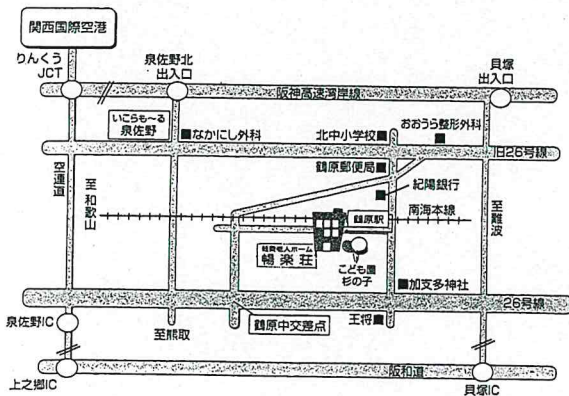 関西国際空港
りんくう
JCT
泉佐野北
出入口
貝塚
出入口
阪神高速湾岸線
いこらも〜る
泉佐野
なかにし外科
北中小学校
おおうら整形外科
旧26号線
鶴原郵便局
紀陽銀行
空連道
至和歌山
鶴原駅
南海本線
至難波
軽費老人ホーム
暢楽荘
こども園
杉の子
加支多神社
26号線
泉佐野IC
至熊取
鶴原中交差点
王将
上之郷IC
阪和道
貝塚IC